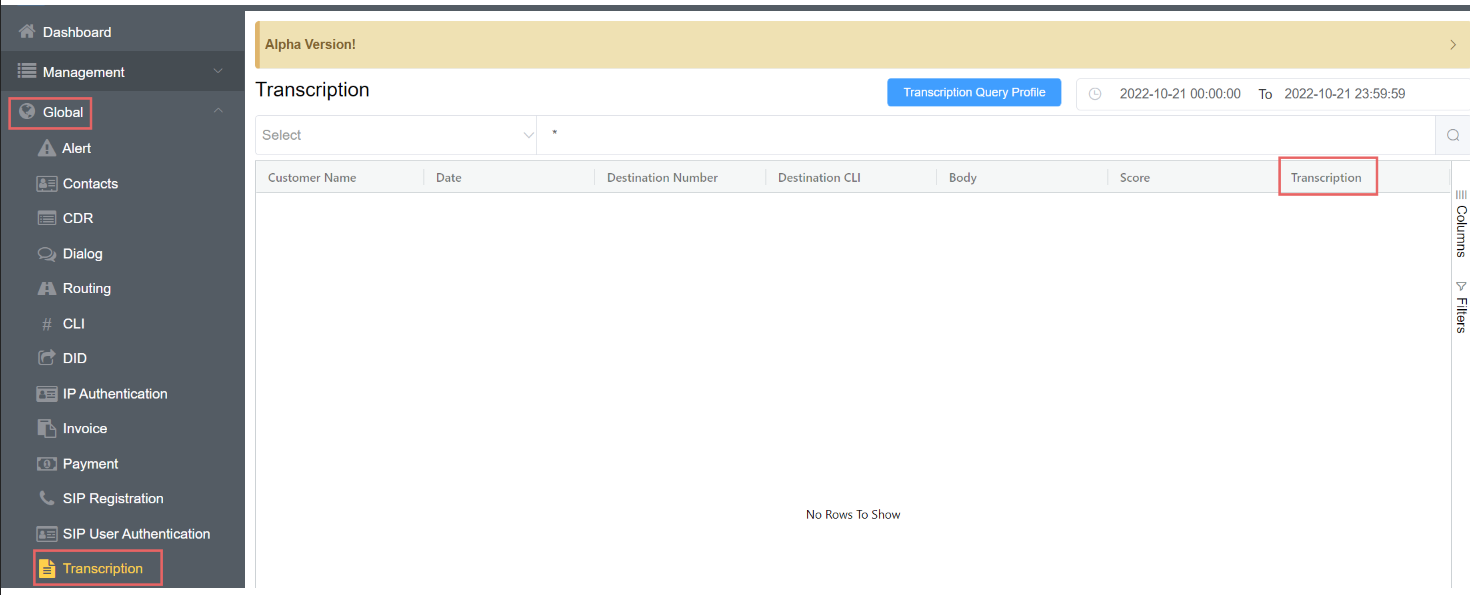 Dashboard
Management
Global
Alert
Contacts
CDR
Dialog
Routing
# CLI
DID
IP Authentication
Invoice
Payment
SIP Registration
SIP User Authentication
Transcription
Alpha Version!
Transcription
Transcription Query Profile
2022-10-21 00:00:00 To 2022-10-21 23:59:59
Select
*
Customer Name Date Destination Number Destination CLI Body Score Transcription
No Rows To Show
Columns
Filters